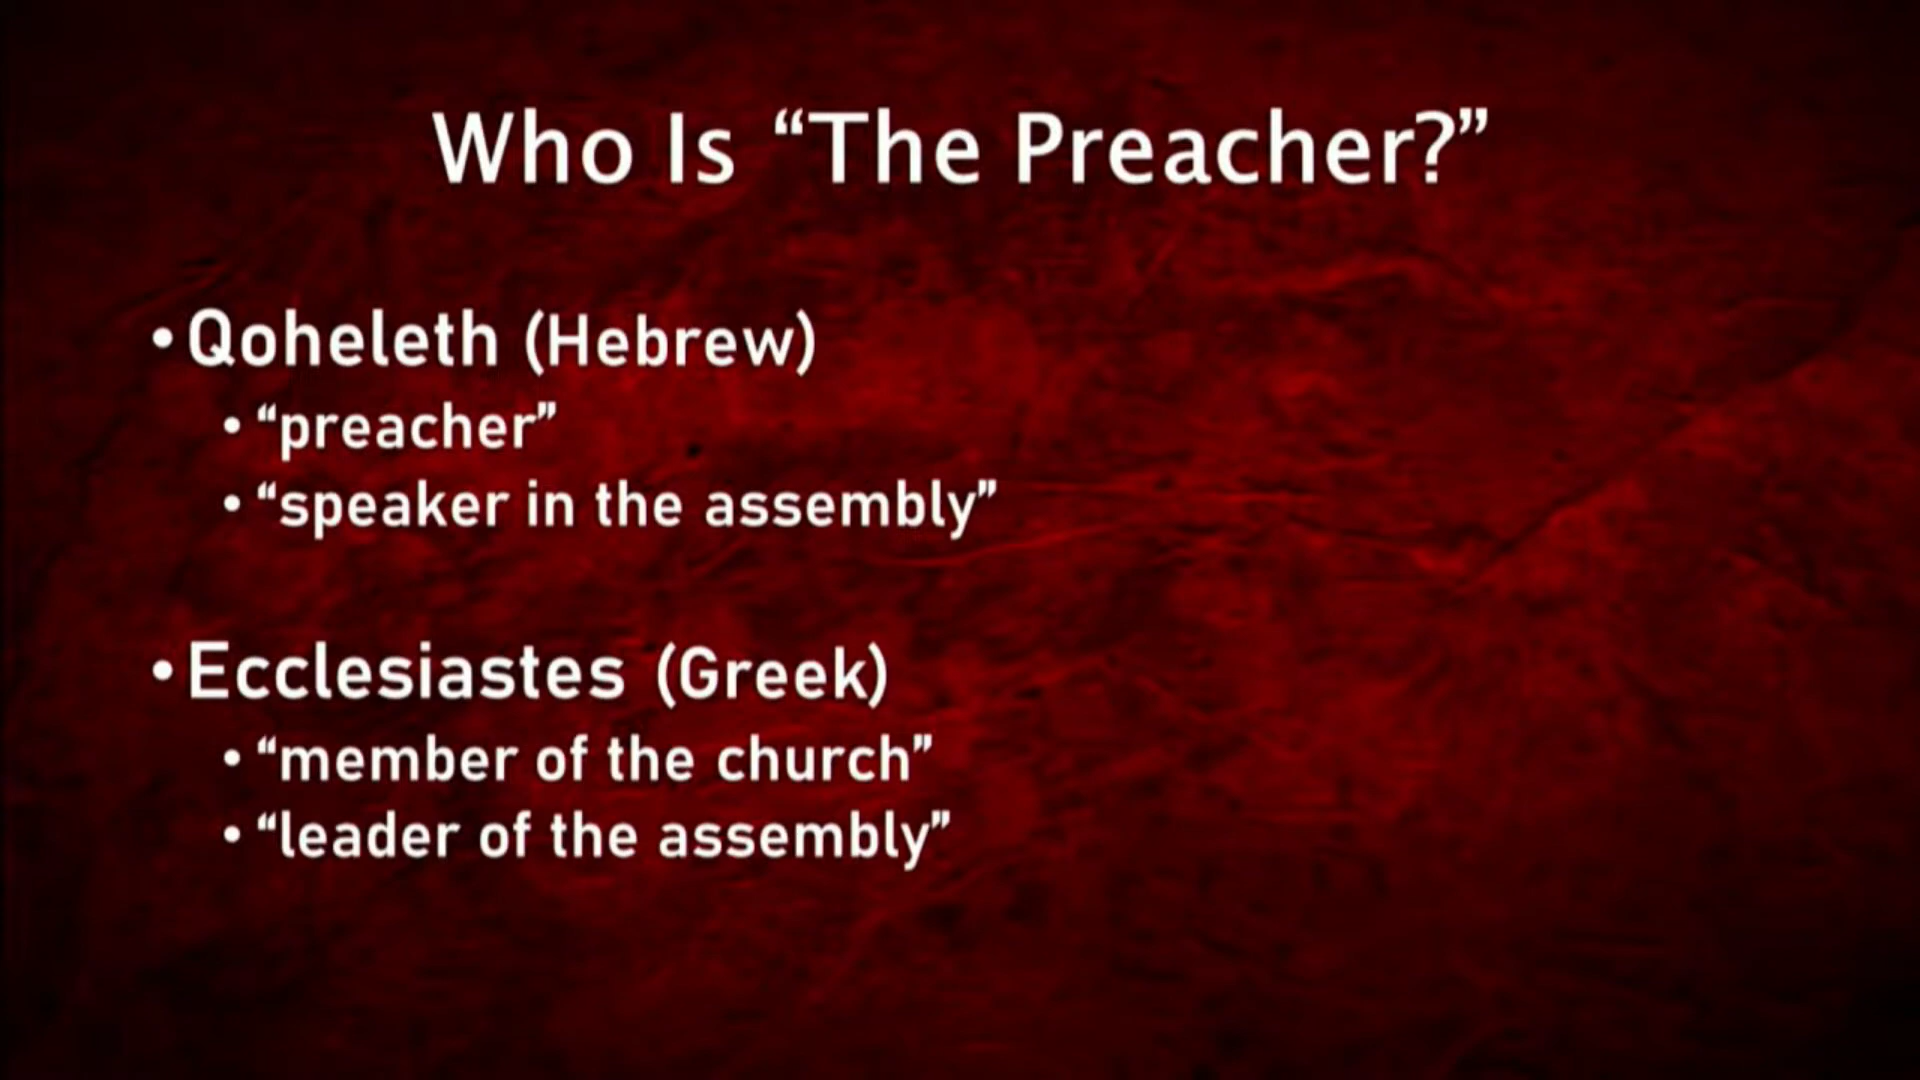 Who Is “The Preacher?”
• Qoheleth (Hebrew)
• “preacher”
• “speaker in the assembly”
• Ecclesiastes (Greek)
• “member of the church”
• “leader of the assembly”